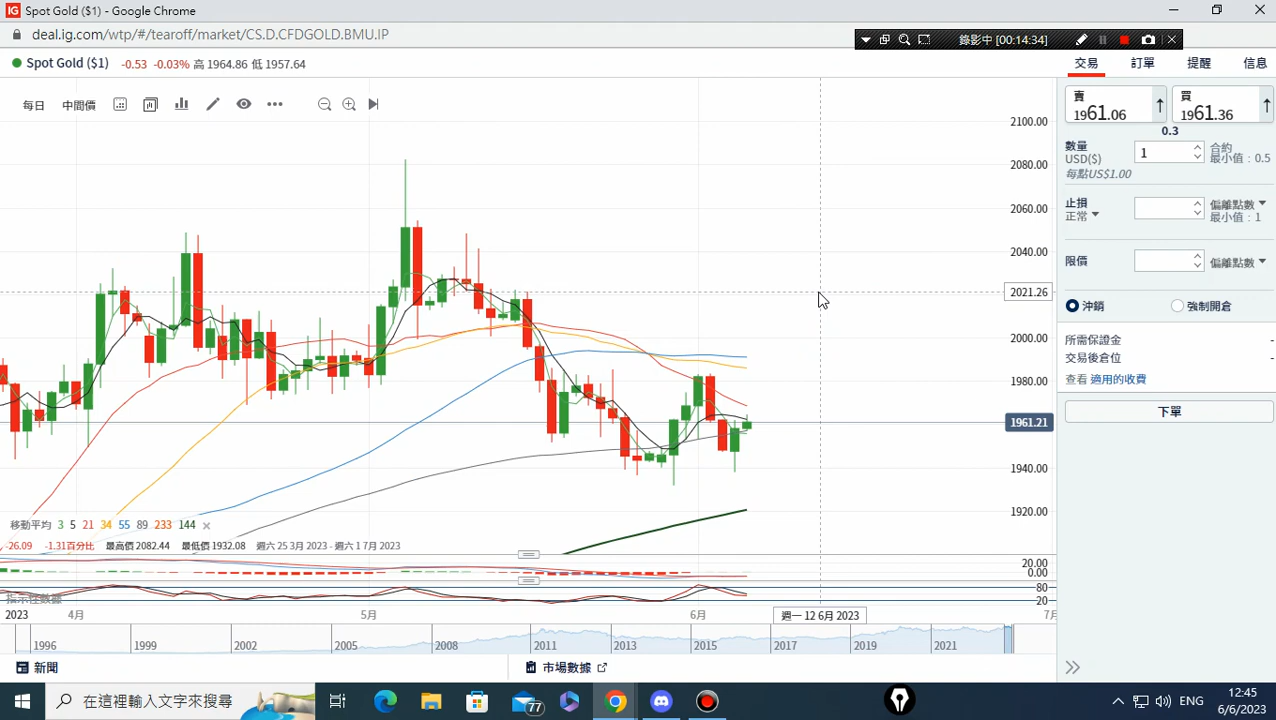 IG Spot Gold ($1) - Google Chrome
deal.ig.com/wtp/#/tearoff/market/CS.D.CFDGOLD.BMU.IP
錄影中 [00:14:34]
Spot Gold ($1) -0.53 -0.03% 高 1964.86 低 1957.64
交易 訂單 提醒 信息
每日 中間價
賣
1961.06
買
1961.36
0.3
數量
USD($)
1
合約
最小值 : 0.5
每點US$1.00
止損
正常
偏離點數
最小值 : 1
限價
偏離點數
沖銷 強制開倉
所需保證金 -
交易後倉位 -
查看 適用的收費
下單
2100.00
2080.00
2060.00
2040.00
2021.26
2000.00
1980.00
1961.21
1940.00
1920.00
移動平均 3 5 21 34 55 89 233 144
-26.09 -1.31百分比 最高價 2082.44 最低價 1932.08 週六 25 3月 2023 - 週六 1 7月 2023
20.00
0.00
80
20
指示性數據
2023 4月 5月 6月 週一 12 6月 2023 7月
1996 1999 2002 2005 2008 2011 2013 2015 2017 2019 2021
新聞 市場數據
在這裡輸入文字來搜尋
77
ENG
12:45
6/6/2023